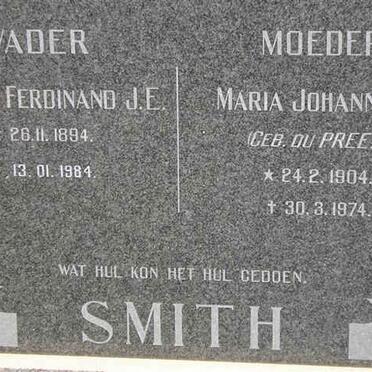 VADER
FERDINAND J.E.
26.11.1894.
13.01.1984.
MOEDER
MARIA JOHANN
(GEB. DU PREE
★ 24.2.1904.
✝ 30.3.1974.
WAT HUL KON HET HUL GEDOEN.
SMITH